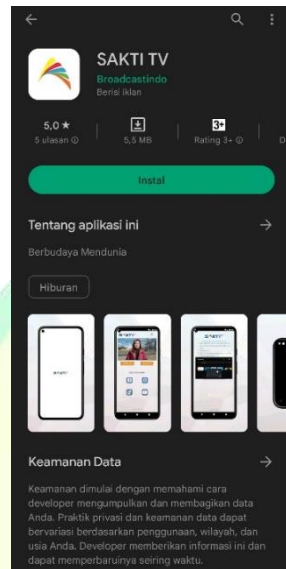 SAKTI TV
Broadcastindo
Berisi iklan
5,0 ★
5 ulasan
5,5 MB
3+
Rating 3+
Instal
Tentang aplikasi ini
Berbudaya Mendunia
Hiburan
Keamanan Data
Keamanan dimulai dengan memahami cara
developer mengumpulkan dan membagikan data
Anda. Praktik privasi dan keamanan data dapat
bervariasi berdasarkan penggunaan, wilayah, dan
usia Anda. Developer memberikan informasi ini dan
dapat memperbaruinya seiring waktu.